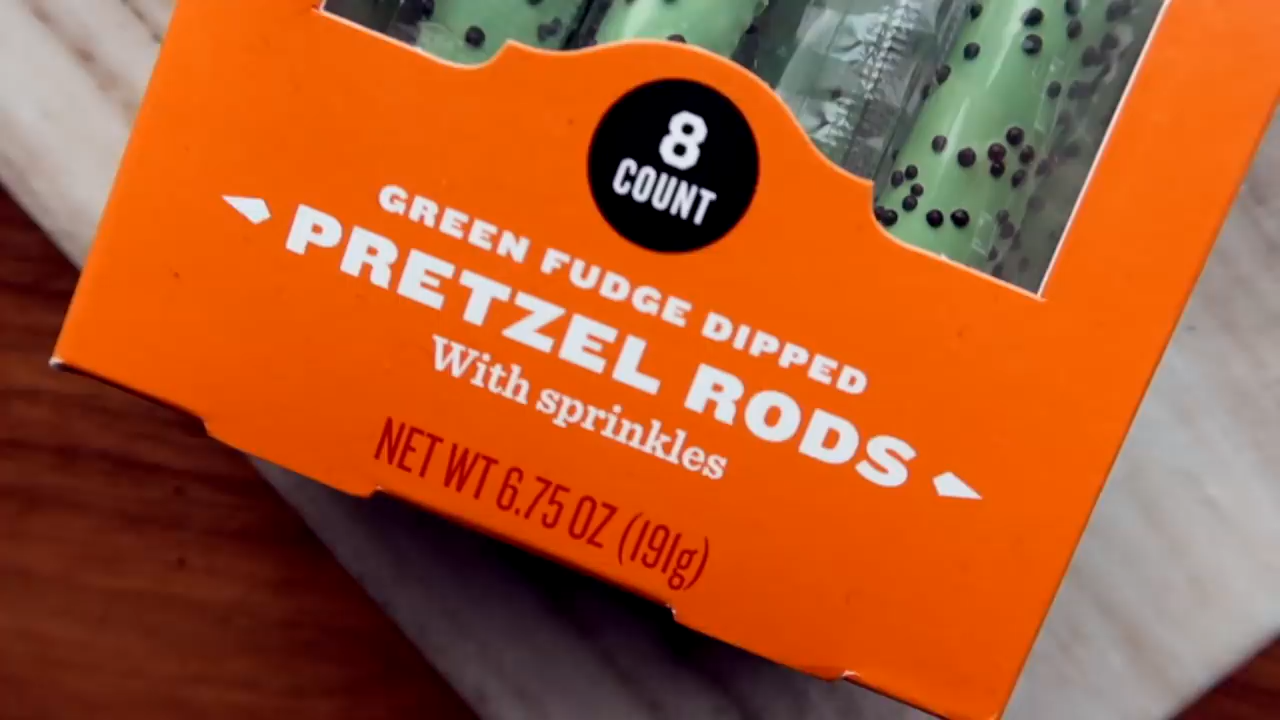 8
COUNT
GREEN FUDGE DIPPED
PRETZEL RODS
With sprinkles
NET WT 6.75 OZ (191g)